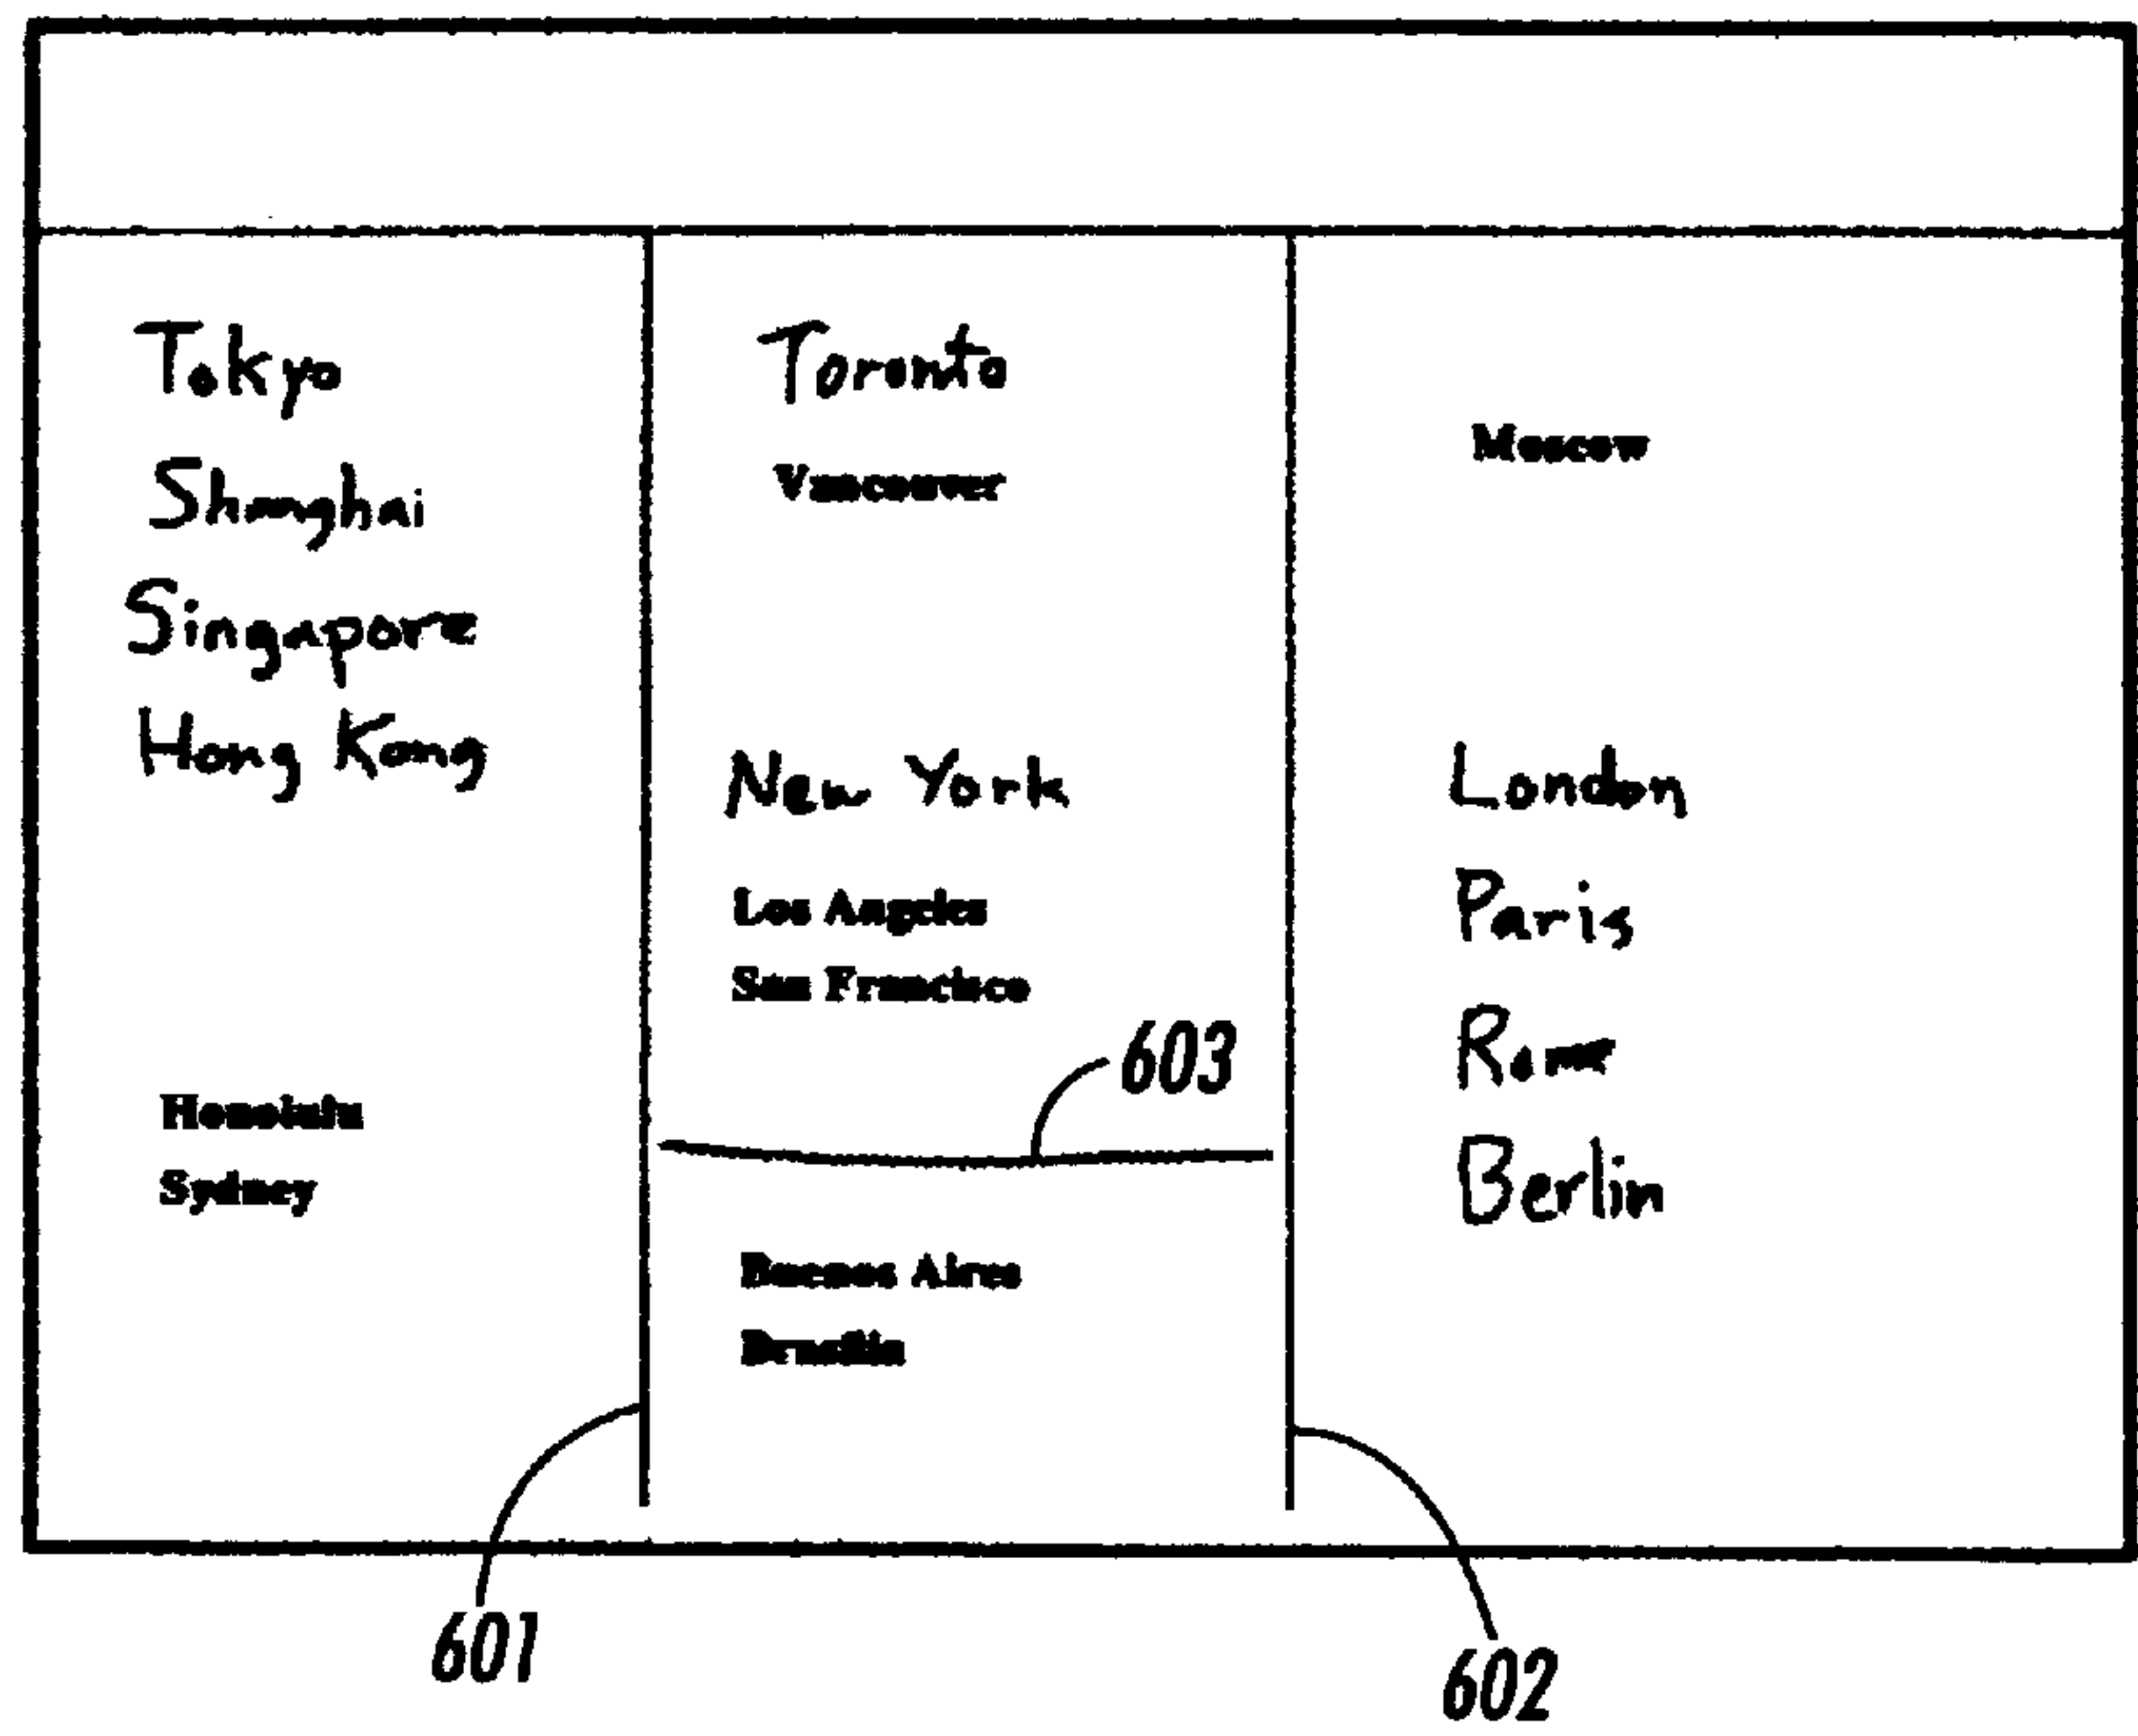 Tokyo
Shanghai
Singapore
Hong Kong
Honolulu
Sydney
Toronto
Vancouver
New York
Los Angeles
San Francisco
603
Buenos Aires
Brasilia
Moscow
London
Paris
Rome
Berlin
601
602